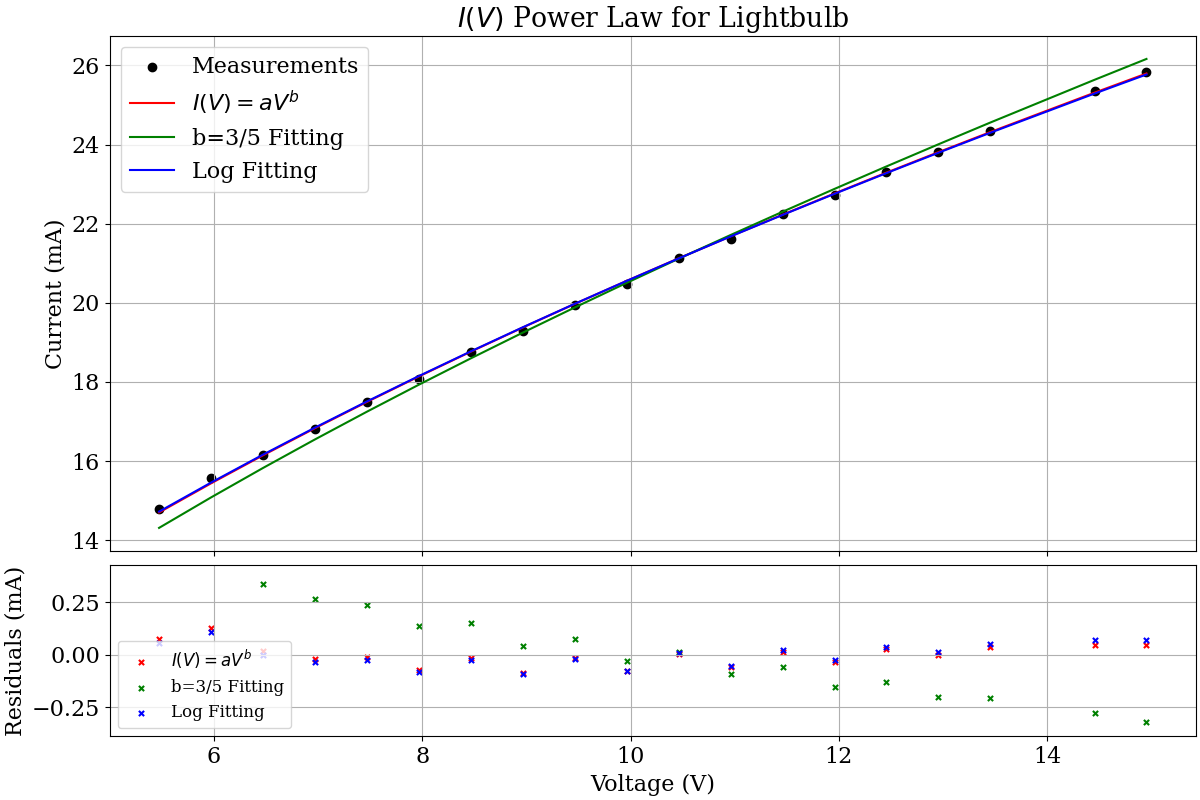 I(V) Power Law for Lightbulb
Measurements
I(V) = aV^b
b=3/5 Fitting
Log Fitting
Current (mA)
26
24
22
20
18
16
14
Residuals (mA)
0.25
0.00
−0.25
I(V) = aV^b
b=3/5 Fitting
Log Fitting
6 8 10 12 14
Voltage (V)